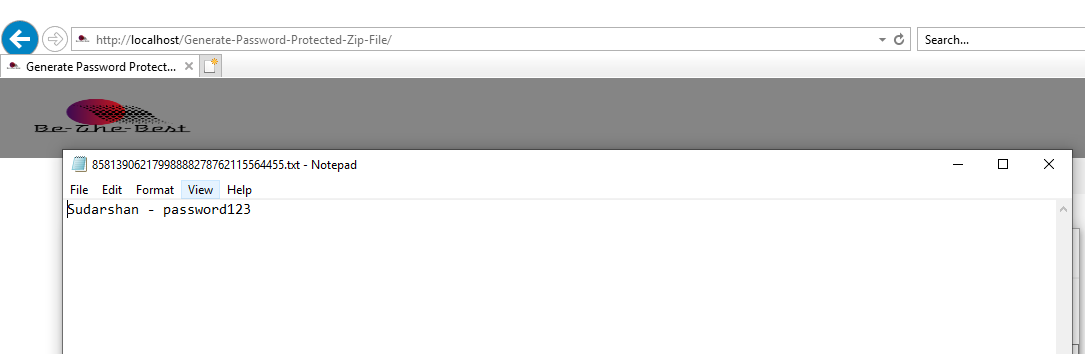 http://localhost/Generate-Password-Protected-Zip-File/
Search...
Generate Password Protect...
Be-The-Best
85813906217998888278762115564455.txt - Notepad
File Edit Format View Help
Sudarshan - password123